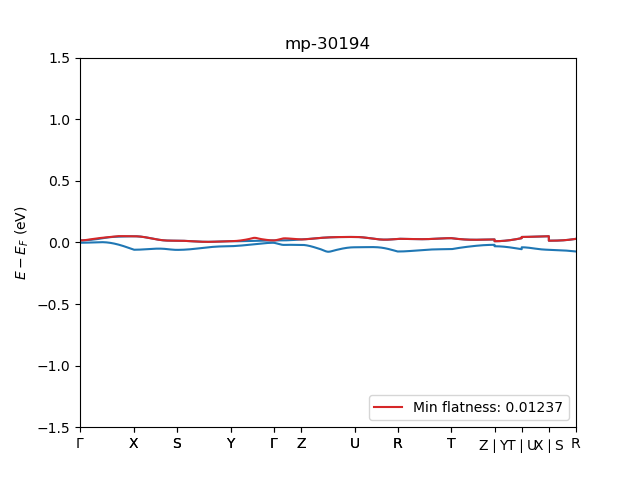 mp-30194
1.5
1.0
0.5
0.0
−0.5
−1.0
−1.5
E − E_F (eV)
Min flatness: 0.01237
Γ X S Y Γ Z U R T Z | YT | UX | S R